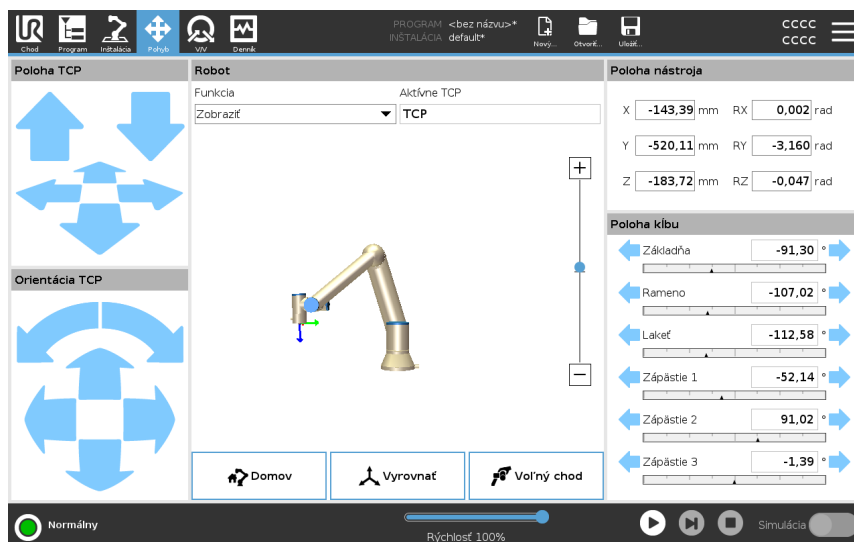 UR
PROGRAM <bez názvu>*
INŠTALÁCIA default*
CCCC
CCCC
Chod Program Inštalácia Pohyb V/V Denník Nový... Otvoriť... Uložiť...
Poloha TCP
Robot
Funkcia Aktívne TCP
Zobraziť TCP
Domov Vyrovnať Voľný chod
Orientácia TCP
Poloha nástroja
X -143,39 mm RX 0,002 rad
Y -520,11 mm RY -3,160 rad
Z -183,72 mm RZ -0,047 rad
Poloha kĺbu
Základňa -91,30 °
Rameno -107,02 °
Lakeť -112,58 °
Zápästie 1 -52,14 °
Zápästie 2 91,02 °
Zápästie 3 -1,39 °
Normálny
Rýchlosť 100%
Simulácia